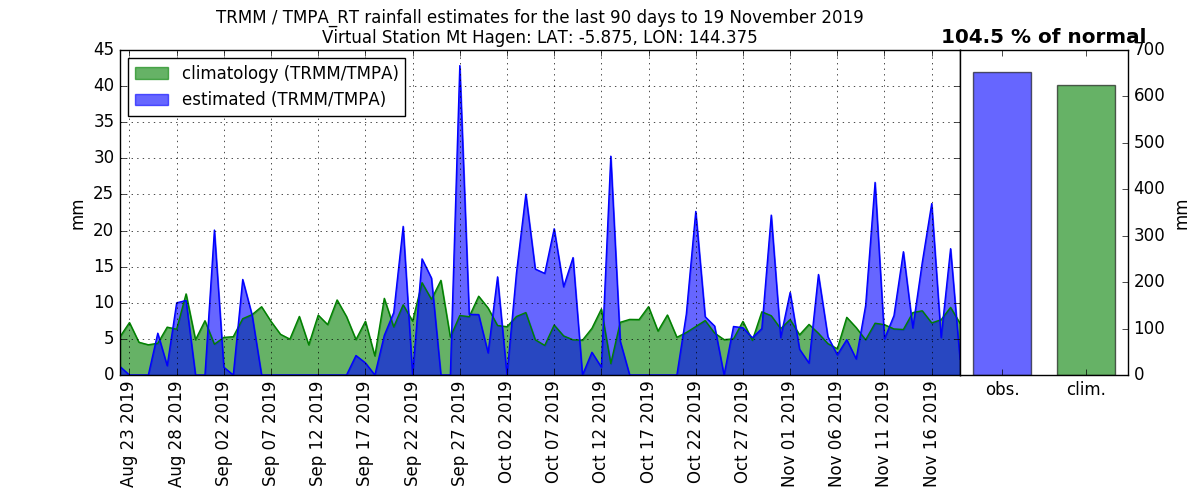 TRMM / TMPA_RT rainfall estimates for the last 90 days to 19 November 2019
Virtual Station Mt Hagen: LAT: -5.875, LON: 144.375
104.5 % of normal
climatology (TRMM/TMPA)
estimated (TRMM/TMPA)
45
40
35
30
25
20
15
10
5
0
mm
Aug 23 2019
Aug 28 2019
Sep 02 2019
Sep 07 2019
Sep 12 2019
Sep 17 2019
Sep 22 2019
Sep 27 2019
Oct 02 2019
Oct 07 2019
Oct 12 2019
Oct 17 2019
Oct 22 2019
Oct 27 2019
Nov 01 2019
Nov 06 2019
Nov 11 2019
Nov 16 2019
obs.
clim.
700
600
500
400
300
200
100
0
mm